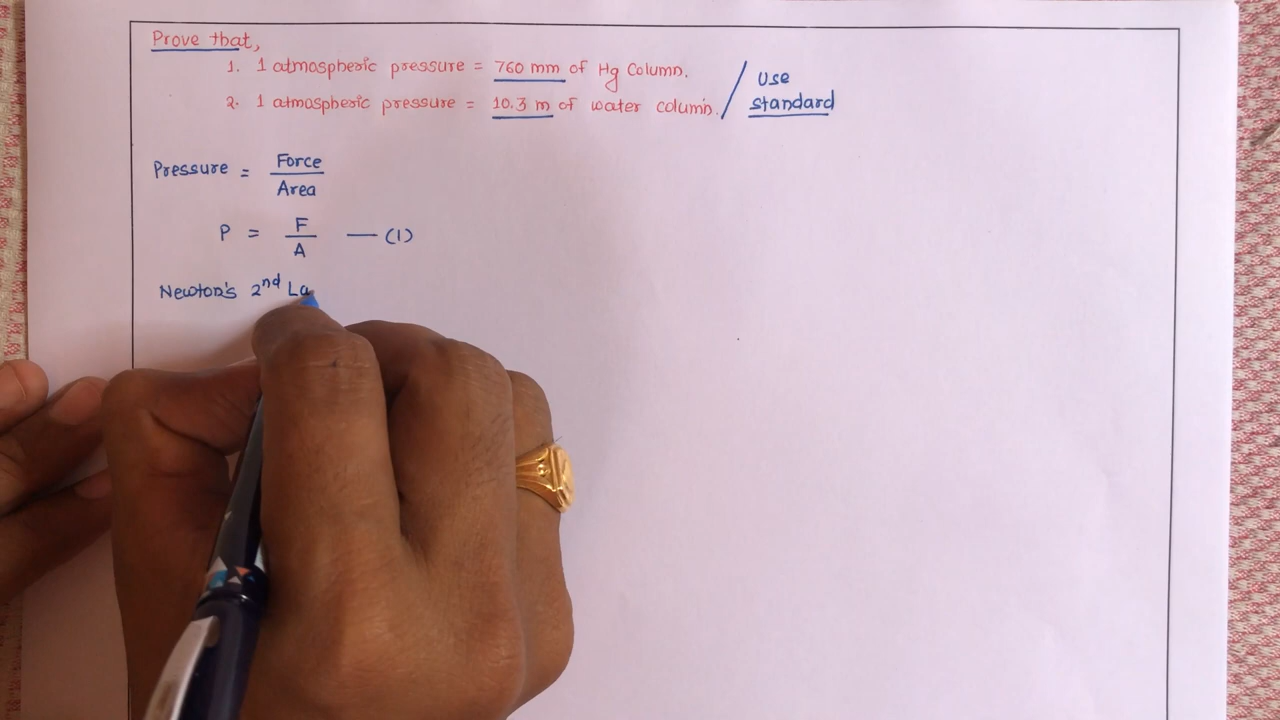 Prove that,
1. 1 atmospheric pressure = 760 mm of Hg Column.
2. 1 atmospheric pressure = 10.3 m of water column.
/ Use
standard
Pressure = Force
Area
P = F
A — (1)
Newton's 2nd La